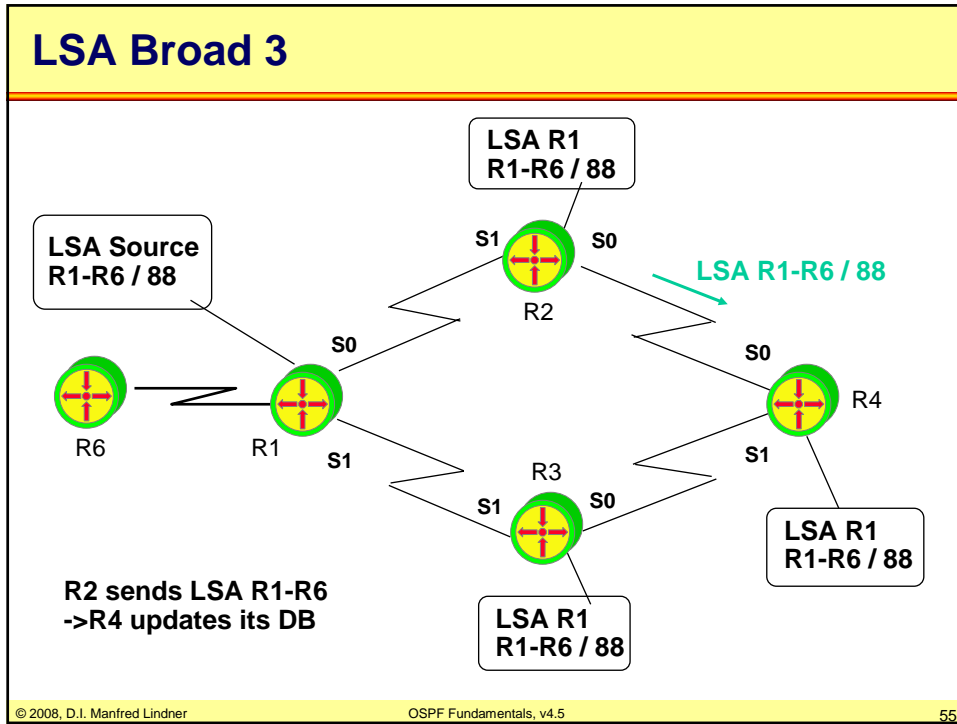 LSA Broad 3
LSA R1
R1-R6 / 88
LSA Source
R1-R6 / 88
S1
S0
LSA R1-R6 / 88
R2
S0
S0
R4
R6
R1
S1
R3
S1
S1
S0
LSA R1
R1-R6 / 88
R2 sends LSA R1-R6
->R4 updates its DB
LSA R1
R1-R6 / 88
© 2008, D.I. Manfred Lindner
OSPF Fundamentals, v4.5
55